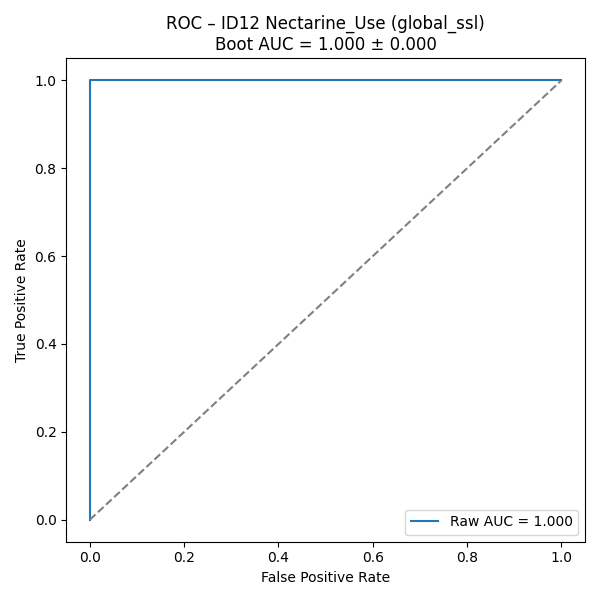 ROC – ID12 Nectarine_Use (global_ssl)
Boot AUC = 1.000 ± 0.000
True Positive Rate
1.0
0.8
0.6
0.4
0.2
0.0
Raw AUC = 1.000
0.0 0.2 0.4 0.6 0.8 1.0
False Positive Rate